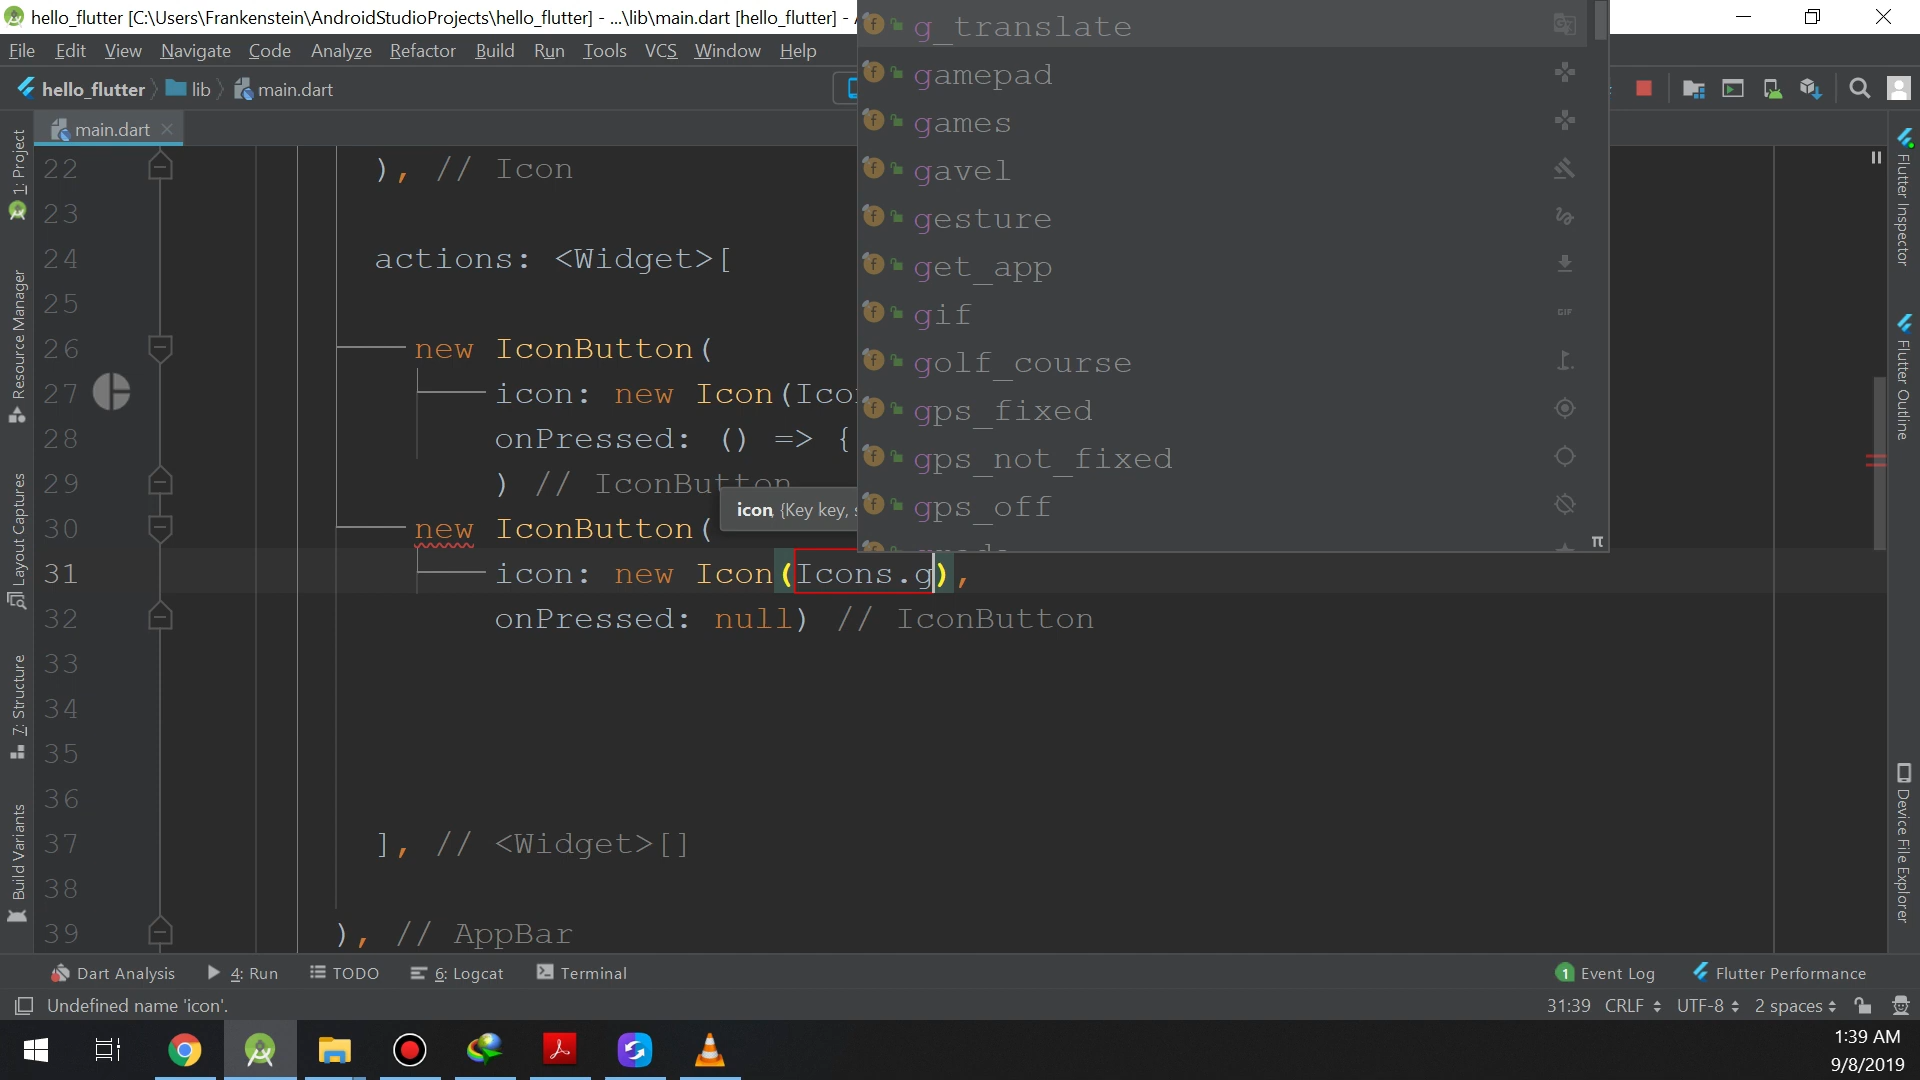 hello_flutter [C:\Users\Frankenstein\AndroidStudioProjects\hello_flutter] - ...\lib\main.dart [hello_flutter] -
File Edit View Navigate Code Analyze Refactor Build Run Tools VCS Window Help
hello_flutter lib main.dart
main.dart
1: Project
Resource Manager
Layout Captures
7: Structure
Build Variants
22 ), // Icon
23
24 actions: <Widget>[
25
26 new IconButton(
27 icon: new Icon(Ico
28 onPressed: () => {
29 ) // IconButton
30 new IconButton(
31 icon: new Icon(Icons.g),
32 onPressed: null) // IconButton
33
34
35
36
37 ], // <Widget>[]
38
39 ), // AppBar
icon, {Key key,
g_translate
gamepad
games
gavel
gesture
get_app
gif GIF
golf_course
gps_fixed
gps_not_fixed
gps_off
π
Flutter Inspector
Flutter Outline
Device File Explorer
Dart Analysis 4: Run TODO 6: Logcat Terminal 1 Event Log Flutter Performance
Undefined name 'icon'. 31:39 CRLF UTF-8 2 spaces
1:39 AM
9/8/2019